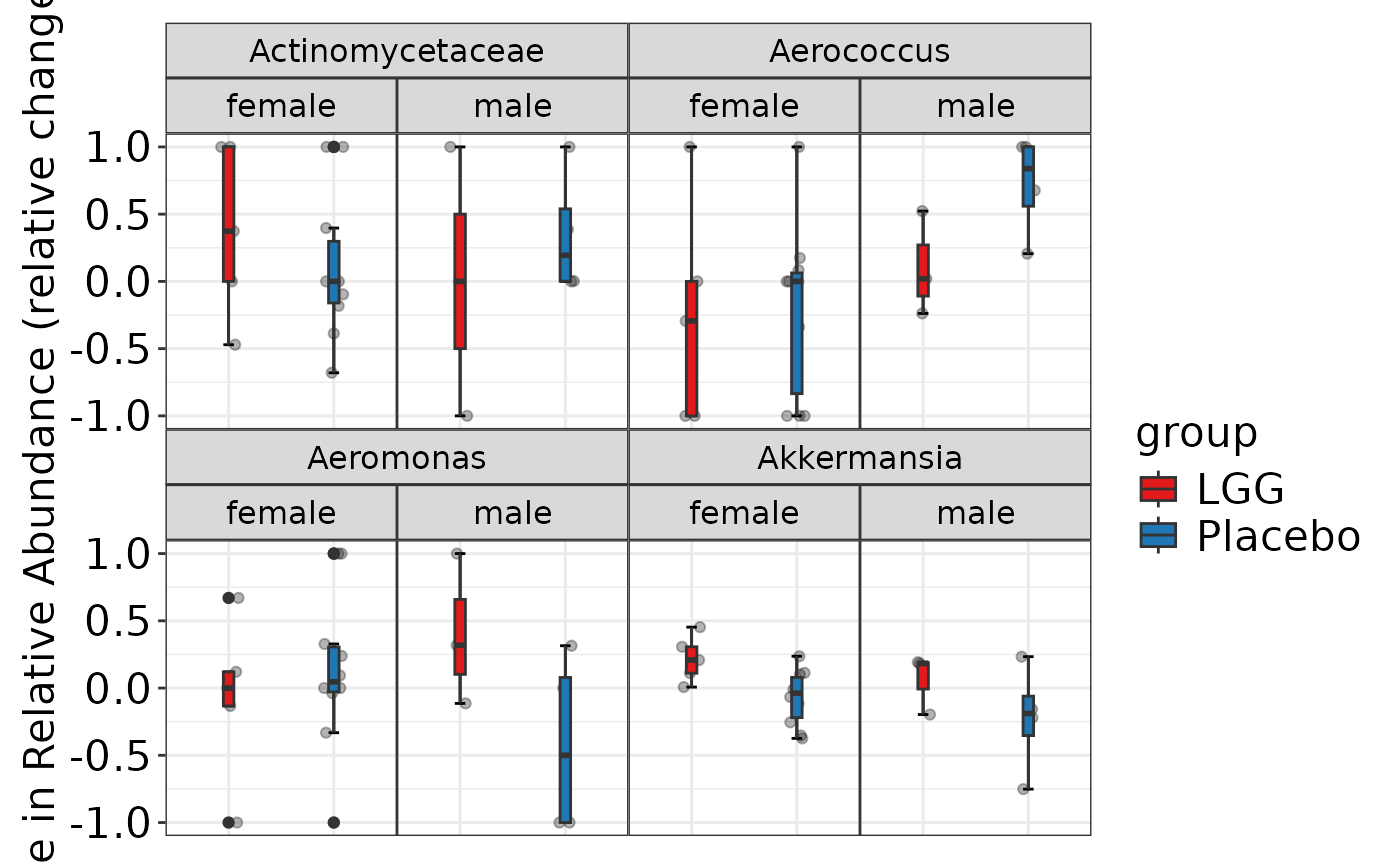 e in Relative Abundance (relative change
Actinomycetaceae Aerococcus
female male female male
1.0
0.5
0.0
-0.5
-1.0
Aeromonas Akkermansia
female male female male
1.0
0.5
0.0
-0.5
-1.0
group
LGG
Placebo